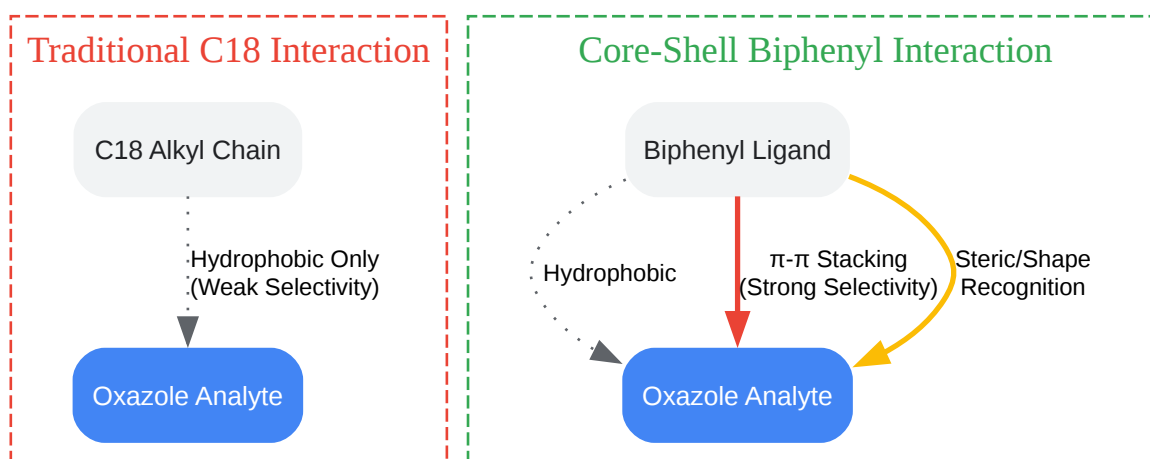 Traditional C18 Interaction
C18 Alkyl Chain
Hydrophobic Only
(Weak Selectivity)
Oxazole Analyte
Core-Shell Biphenyl Interaction
Biphenyl Ligand
Hydrophobic
π-π Stacking
(Strong Selectivity)
Steric/Shape
Recognition
Oxazole Analyte